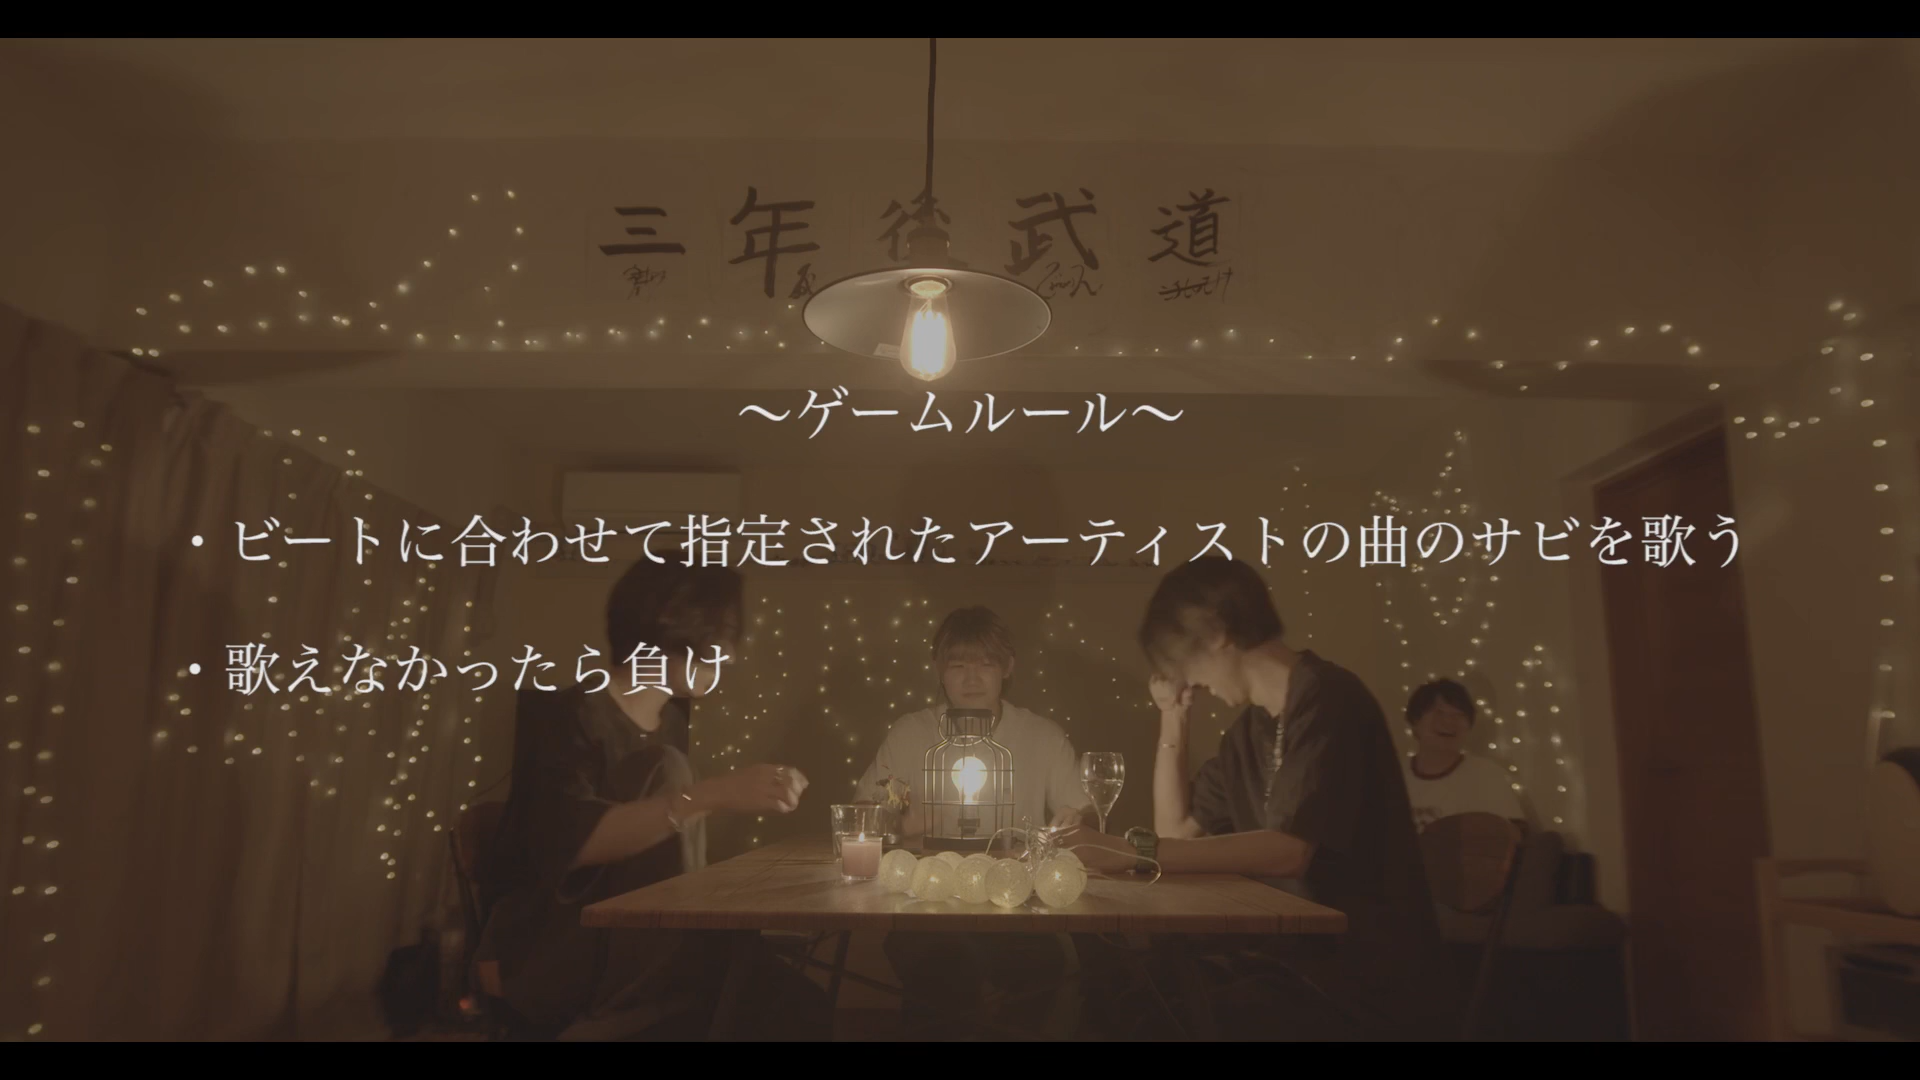 三年後武道
～ゲームルール～
・ビートに合わせて指定されたアーティストの曲のサビを歌う
・歌えなかったら負け